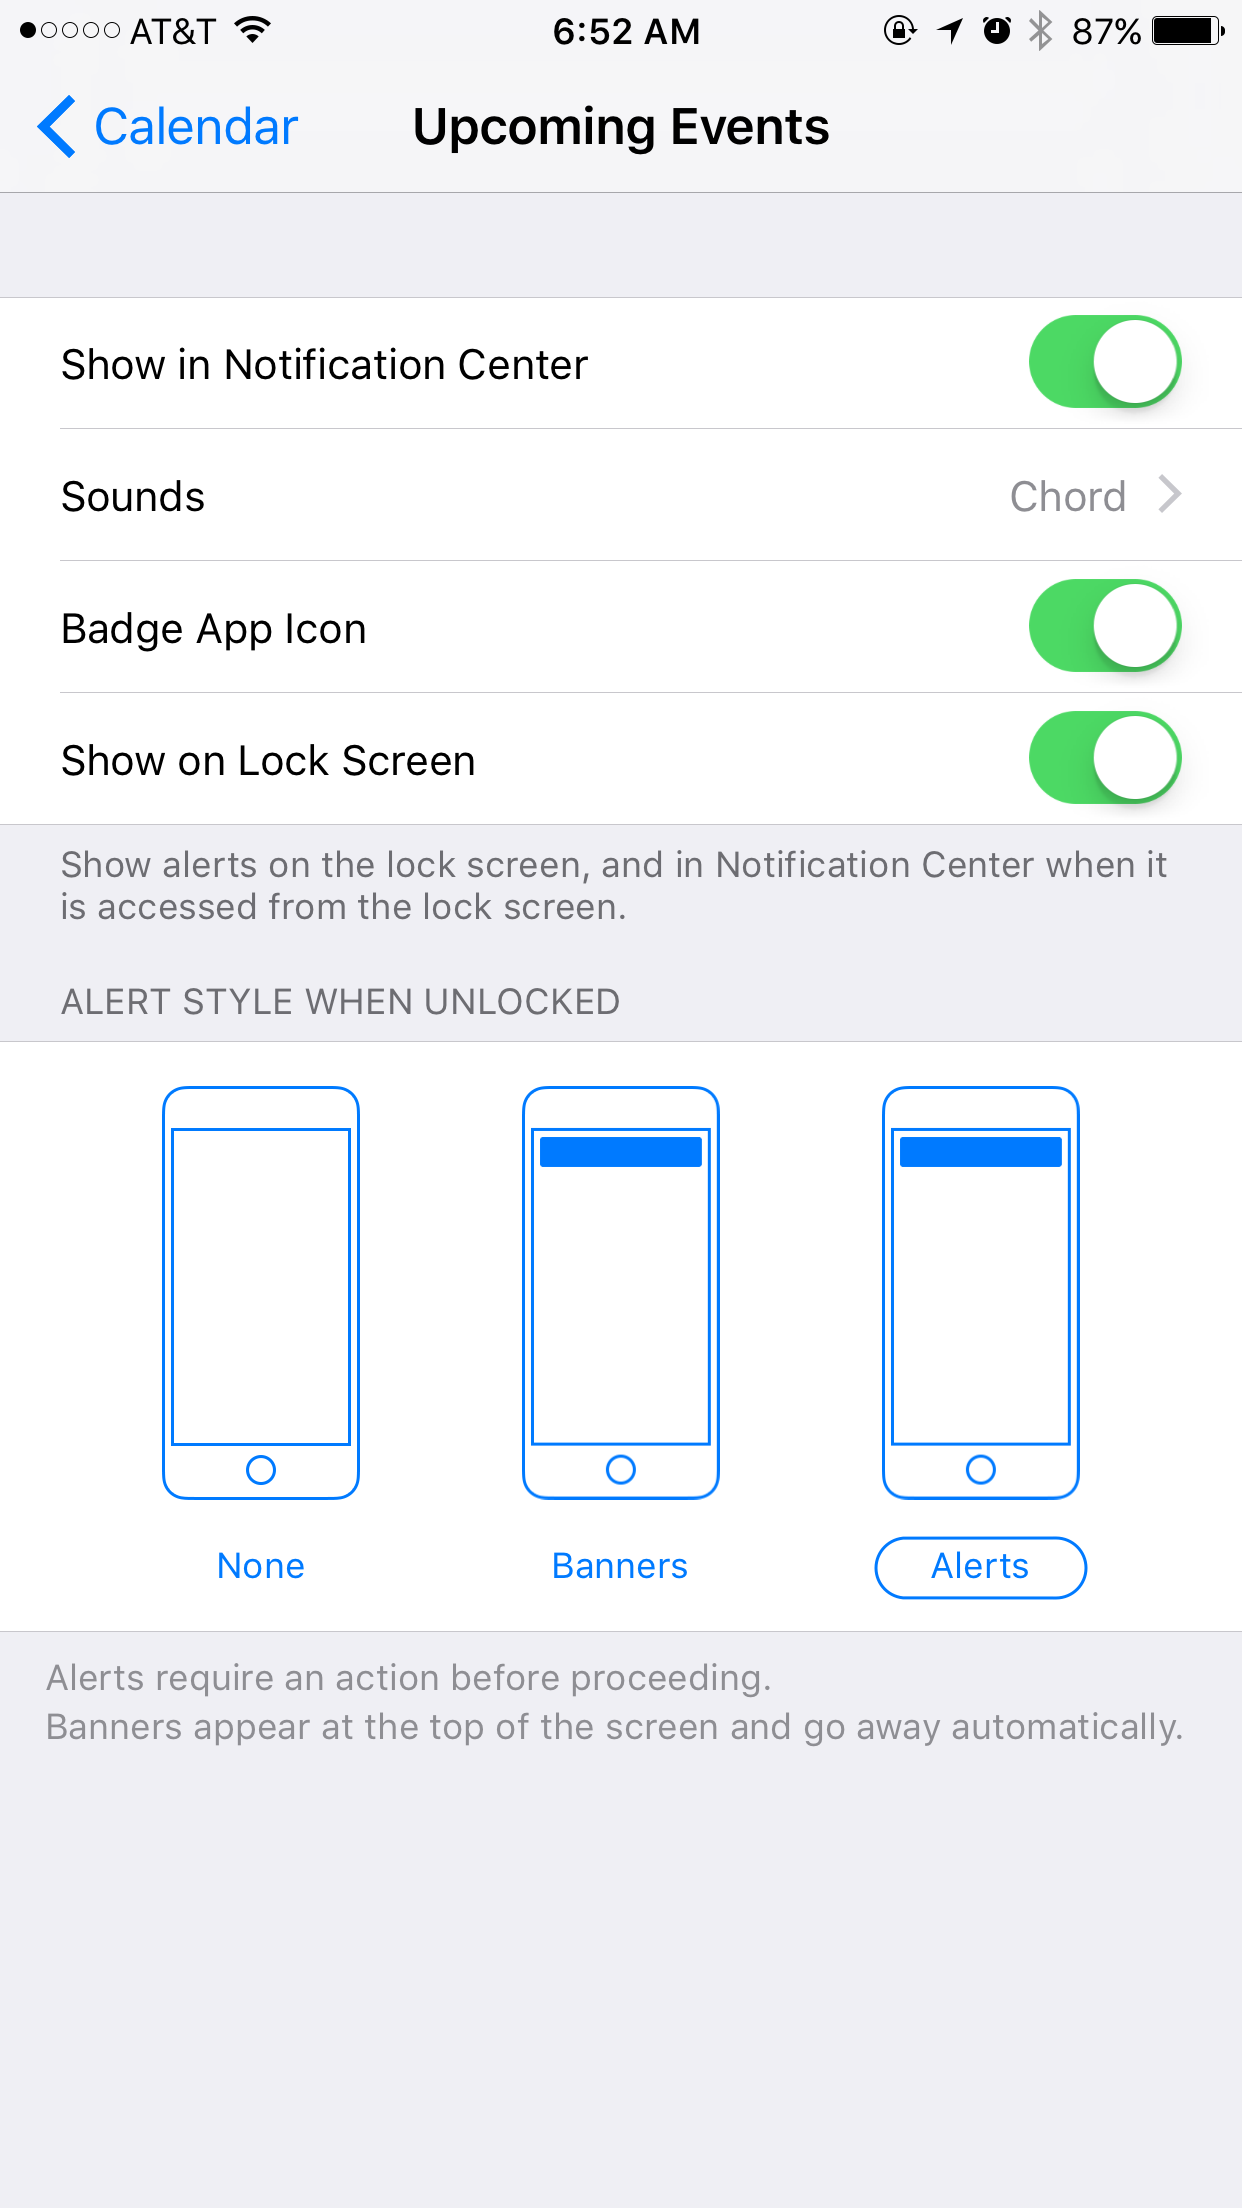 AT&T 6:52 AM 87%
Calendar Upcoming Events
Show in Notification Center
Sounds Chord
Badge App Icon
Show on Lock Screen
Show alerts on the lock screen, and in Notification Center when it
is accessed from the lock screen.
ALERT STYLE WHEN UNLOCKED
None Banners Alerts
Alerts require an action before proceeding.
Banners appear at the top of the screen and go away automatically.